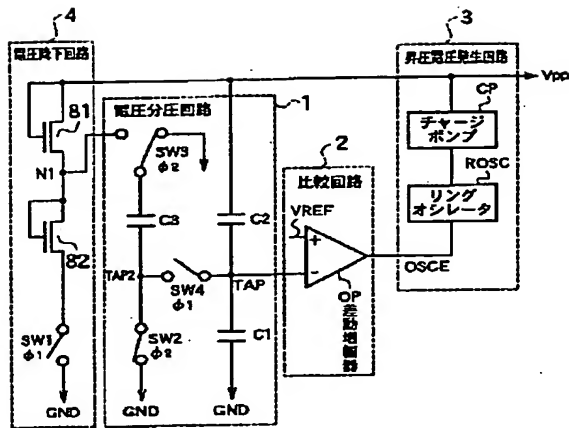 4
電圧降下回路
81
N1
82
SW1
φ1
GND
1
電圧分圧回路
SW3
φ2
C3
C2
TAP2
SW4
φ1
TAP
SW2
φ2
C1
GND
GND
2
比較回路
VREF
+
-
OP
差動増幅器
OSCE
3
昇圧電圧発生回路
Vpp
CP
チャージ
ポンプ
ROSC
リング
オシレータ